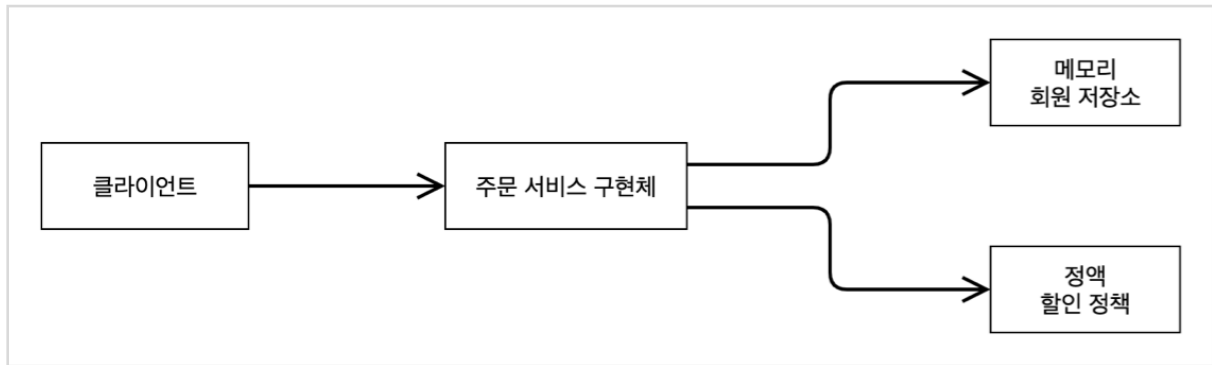 클라이언트
주문 서비스 구현체
메모리
회원 저장소
정액
할인 정책